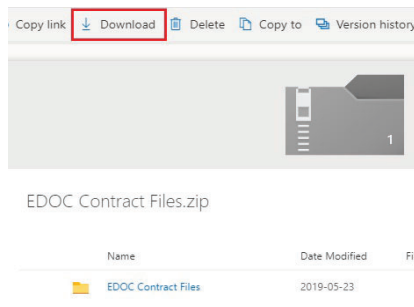 Copy link Download Delete Copy to Version history
1
EDOC Contract Files.zip
Name Date Modified Fi
EDOC Contract Files 2019-05-23